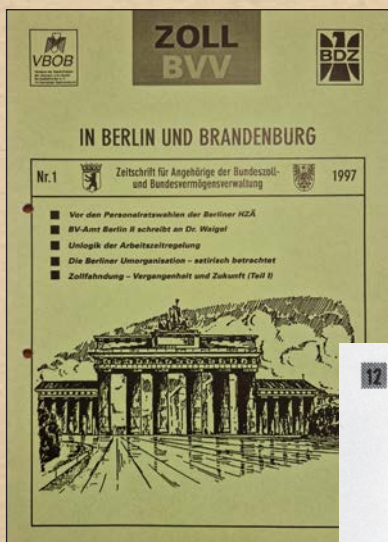 VBOB
ZOLL
BVV
BDZ
IN BERLIN UND BRANDENBURG
Nr.1
Zeitschrift für Angehörige der Bundeszoll-
und Bundesvermögensverwaltung
1997
Vor den Personalratswahlen der Berliner HZÄ
BV-Amt Berlin II schreibt an Dr. Waigel
Unlogik der Arbeitszeitregelung
Die Berliner Umorganisation – satirisch betrachtet
Zollfahndung – Vergangenheit und Zukunft (Teil I)
12